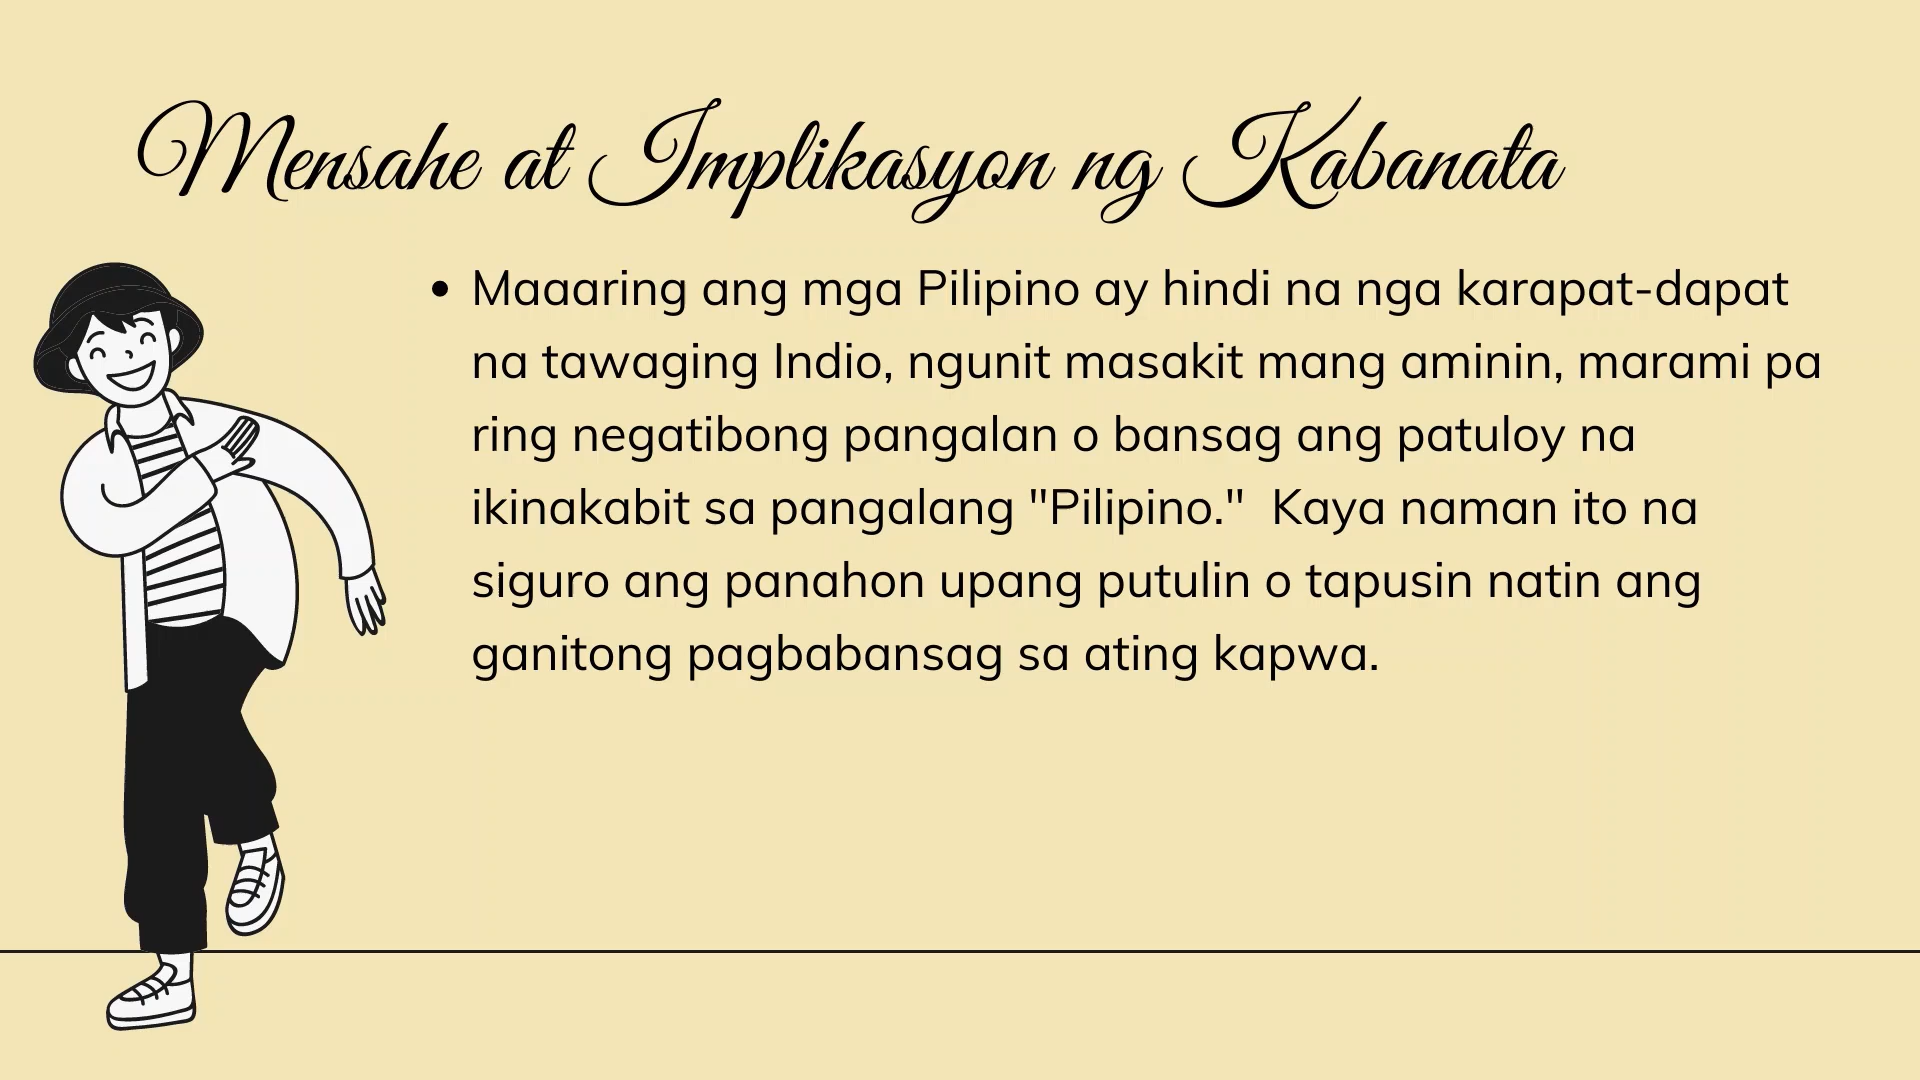 Mensahe at Implikasyon ng Kabanata
• Maaaring ang mga Pilipino ay hindi na nga karapat-dapat
na tawaging Indio, ngunit masakit mang aminin, marami pa
ring negatibong pangalan o bansag ang patuloy na
ikinakabit sa pangalang "Pilipino."  Kaya naman ito na
siguro ang panahon upang putulin o tapusin natin ang
ganitong pagbabansag sa ating kapwa.